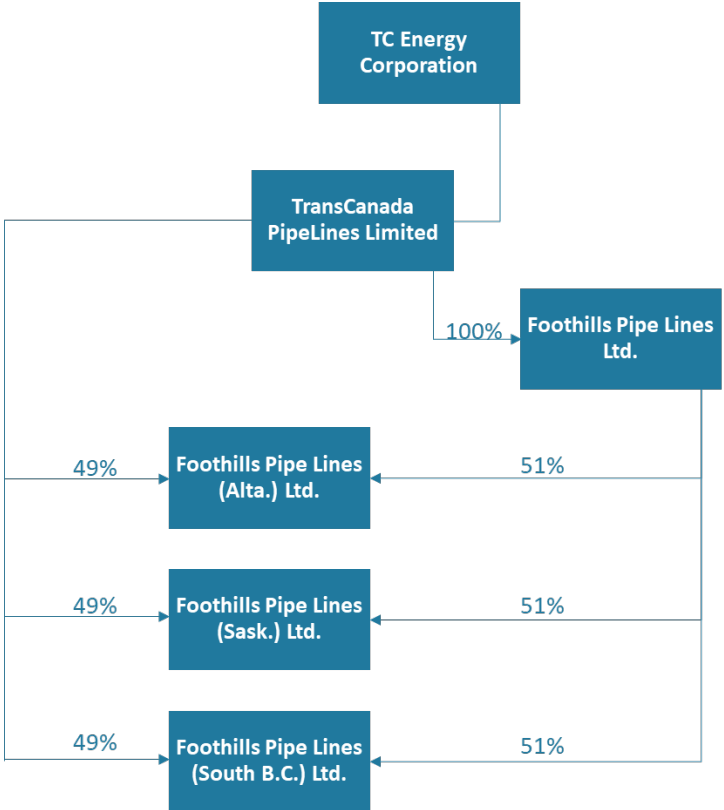 TC Energy
Corporation
TransCanada
PipeLines Limited
100%
Foothills Pipe Lines
Ltd.
49%
Foothills Pipe Lines
(Alta.) Ltd.
51%
49%
Foothills Pipe Lines
(Sask.) Ltd.
51%
49%
Foothills Pipe Lines
(South B.C.) Ltd.
51%